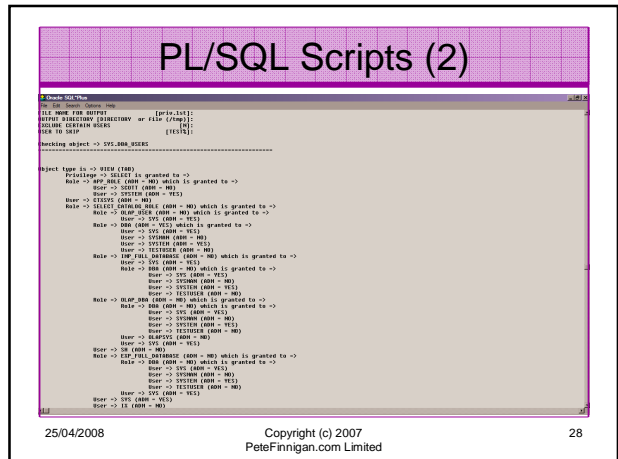 PL/SQL Scripts (2)
Oracle SQL*Plus
File Edit Search Options Help
FILE NAME FOR OUTPUT [priv.lst]:
OUTPUT DIRECTORY [DIRECTORY or file (/tmp)]:
EXCLUDE CERTAIN USERS [N]:
USER TO SKIP [TEST%]:
Checking object => SYS.DBA_USERS
====================================================================
Object type is => VIEW (TAB)
Privilege => SELECT is granted to =>
Role => APP_ROLE (ADM = NO) which is granted to =>
User => SCOTT (ADM = NO)
User => SYSTEM (ADM = YES)
User => CTXSYS (ADM = NO)
Role => SELECT_CATALOG_ROLE (ADM = NO) which is granted to =>
Role => OLAP_USER (ADM = NO) which is granted to =>
User => SYS (ADM = YES)
Role => DBA (ADM = YES) which is granted to =>
User => SYS (ADM = YES)
User => SYSMAN (ADM = NO)
User => SYSTEM (ADM = YES)
User => TESTUSER (ADM = NO)
Role => IMP_FULL_DATABASE (ADM = NO) which is granted to =>
User => SYS (ADM = YES)
Role => DBA (ADM = NO) which is granted to =>
User => SYS (ADM = YES)
User => SYSMAN (ADM = NO)
User => SYSTEM (ADM = YES)
User => TESTUSER (ADM = NO)
Role => OLAP_DBA (ADM = NO) which is granted to =>
Role => DBA (ADM = NO) which is granted to =>
User => SYS (ADM = YES)
User => SYSMAN (ADM = NO)
User => SYSTEM (ADM = YES)
User => TESTUSER (ADM = NO)
User => OLAPSYS (ADM = NO)
User => SYS (ADM = YES)
User => SH (ADM = NO)
Role => EXP_FULL_DATABASE (ADM = NO) which is granted to =>
Role => DBA (ADM = NO) which is granted to =>
User => SYS (ADM = YES)
User => SYSMAN (ADM = NO)
User => SYSTEM (ADM = YES)
User => TESTUSER (ADM = NO)
User => SYS (ADM = YES)
User => SYS (ADM = YES)
User => IX (ADM = NO)
25/04/2008
Copyright (c) 2007
PeteFinnigan.com Limited
28